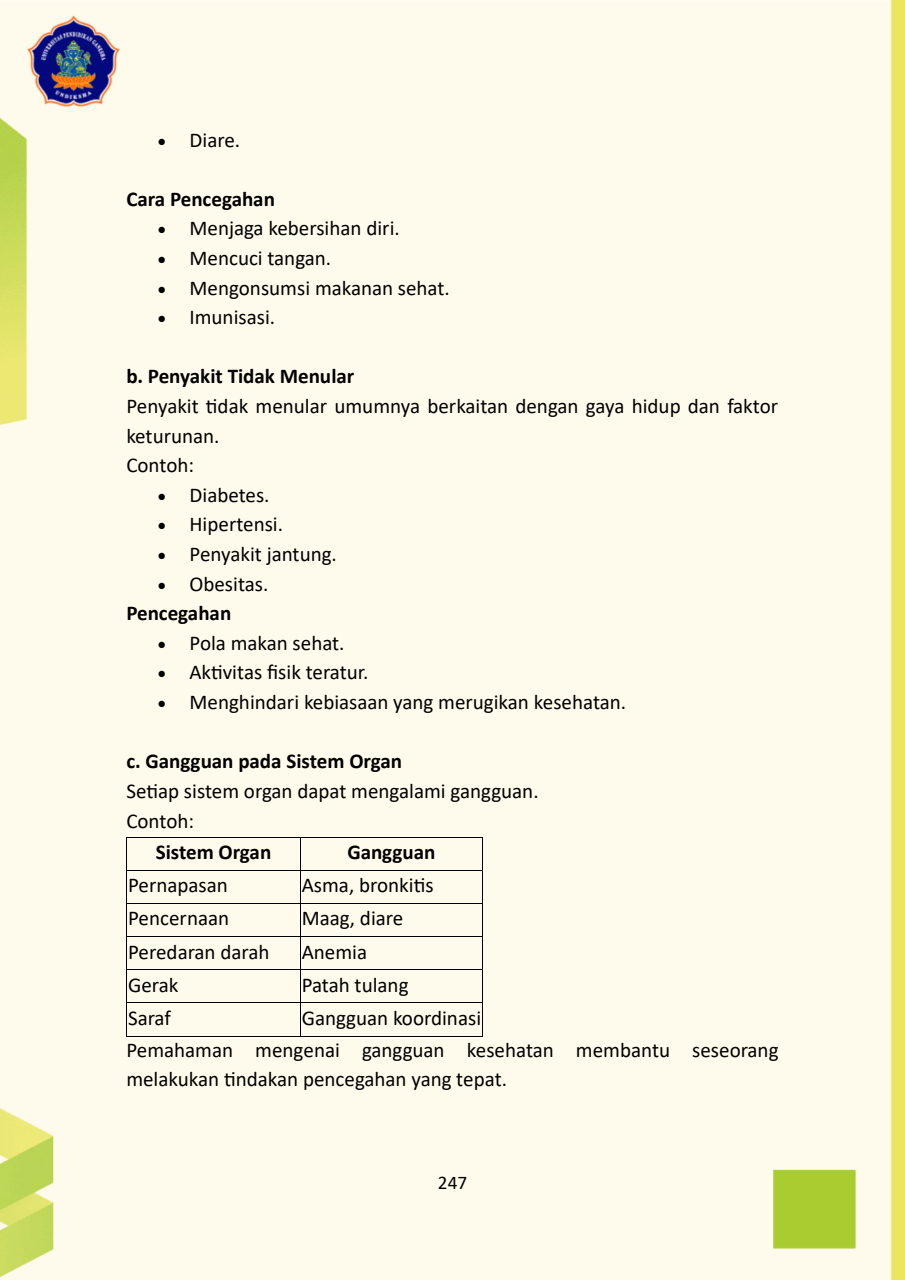 UNIVERSITAS PENDIDIKAN GANESHA
UNDIKSHA
• Diare.
Cara Pencegahan
• Menjaga kebersihan diri.
• Mencuci tangan.
• Mengonsumsi makanan sehat.
• Imunisasi.
b. Penyakit Tidak Menular
Penyakit tidak menular umumnya berkaitan dengan gaya hidup dan faktor
keturunan.
Contoh:
• Diabetes.
• Hipertensi.
• Penyakit jantung.
• Obesitas.
Pencegahan
• Pola makan sehat.
• Aktivitas fisik teratur.
• Menghindari kebiasaan yang merugikan kesehatan.
c. Gangguan pada Sistem Organ
Setiap sistem organ dapat mengalami gangguan.
Contoh:
Sistem Organ Gangguan
Pernapasan Asma, bronkitis
Pencernaan Maag, diare
Peredaran darah Anemia
Gerak Patah tulang
Saraf Gangguan koordinasi
Pemahaman mengenai gangguan kesehatan membantu seseorang
melakukan tindakan pencegahan yang tepat.
247